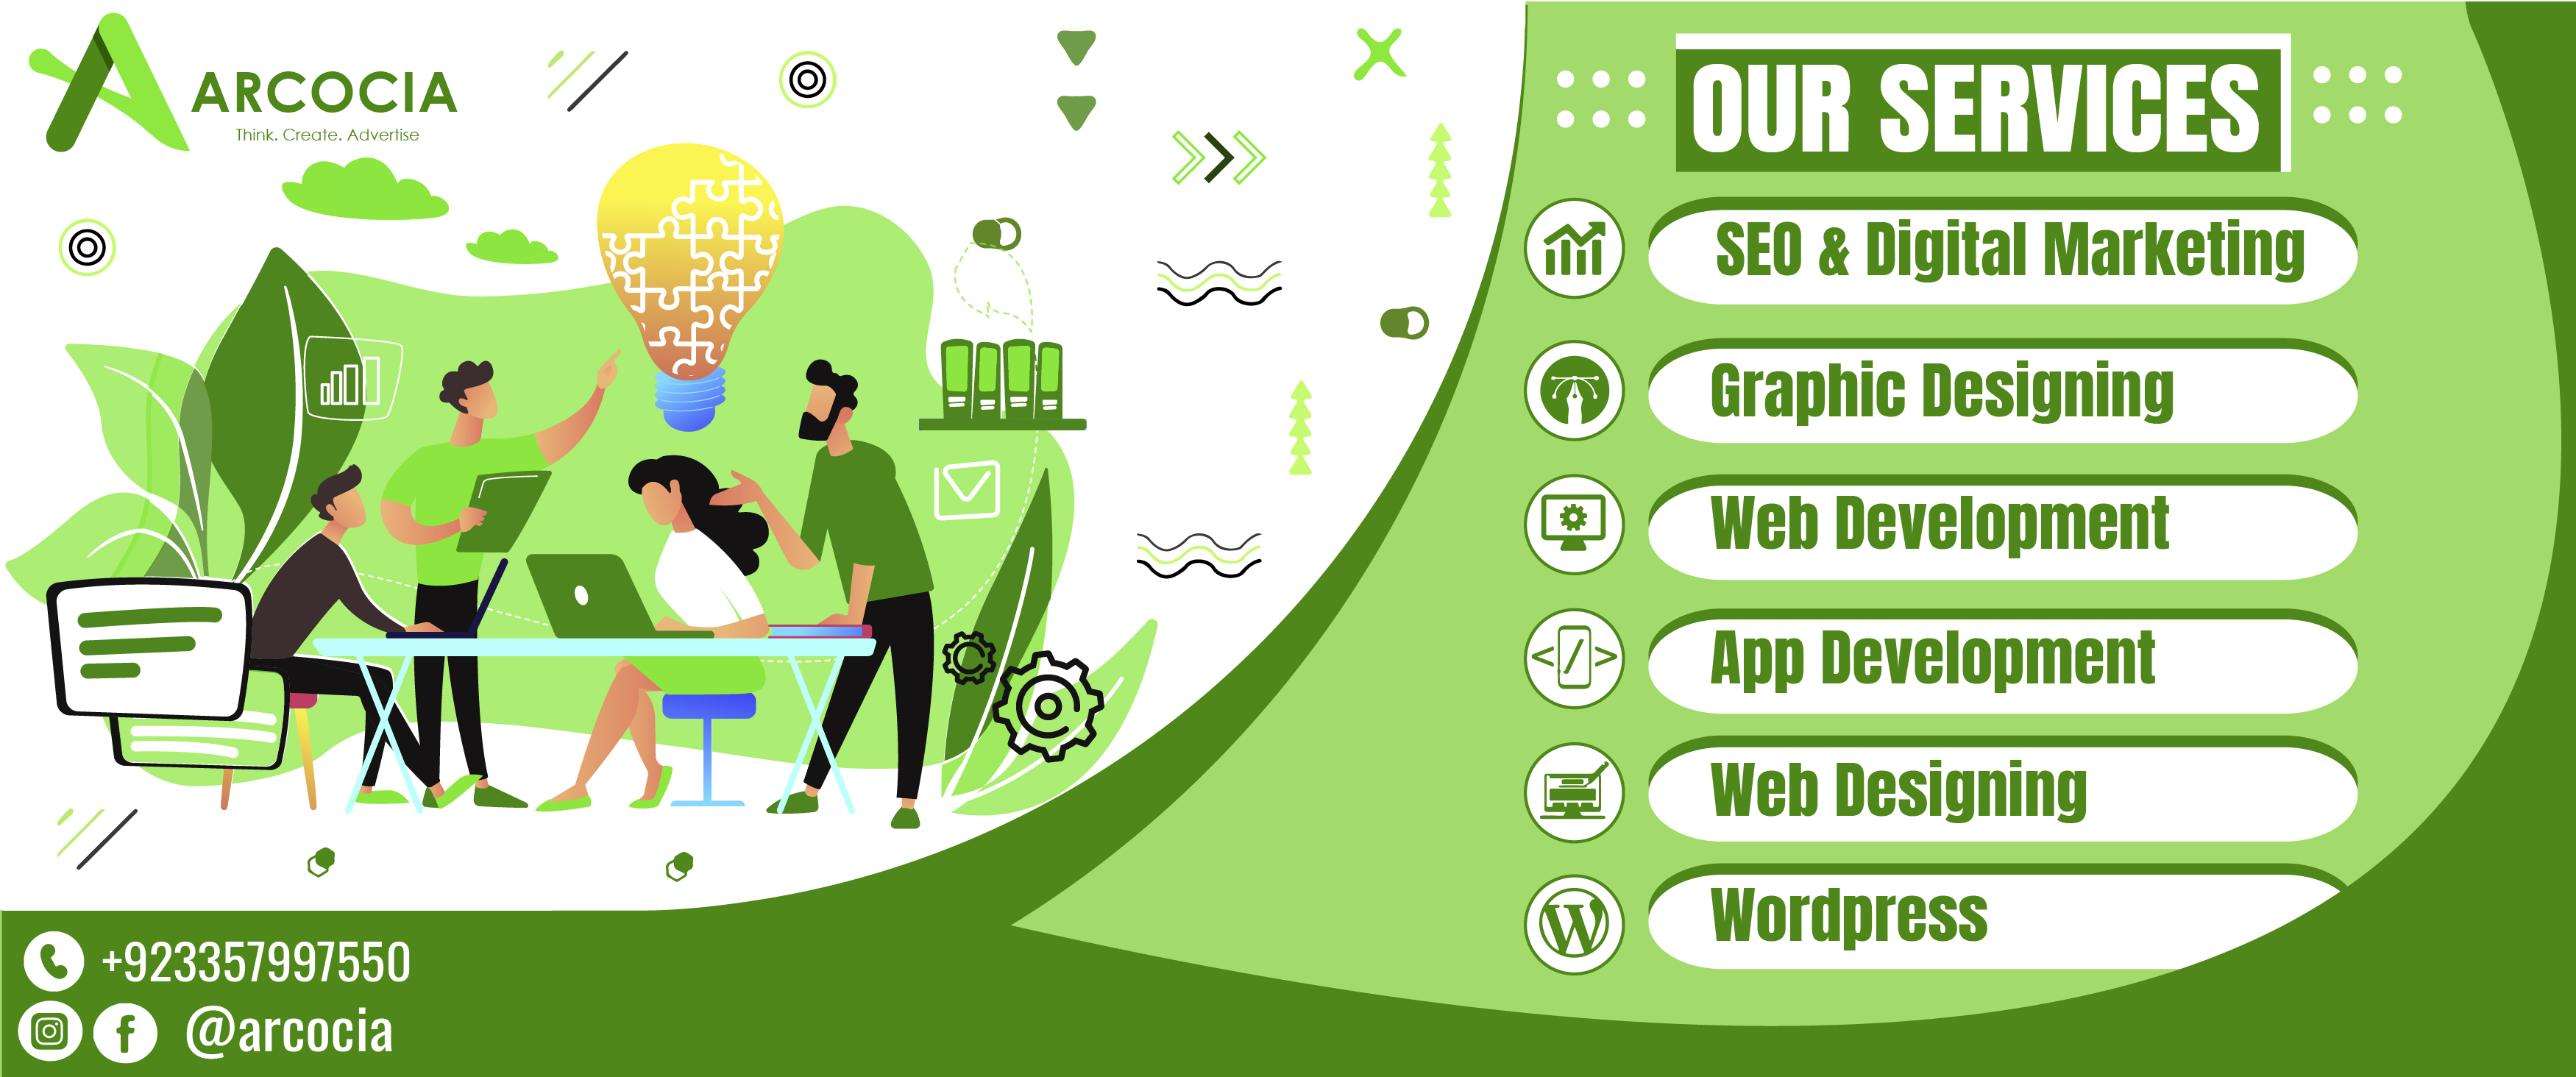 ARCOCIA
Think. Create. Advertise
OUR SERVICES
SEO & Digital Marketing
Graphic Designing
Web Development
App Development
Web Designing
Wordpress
+923357997550
@arcocia